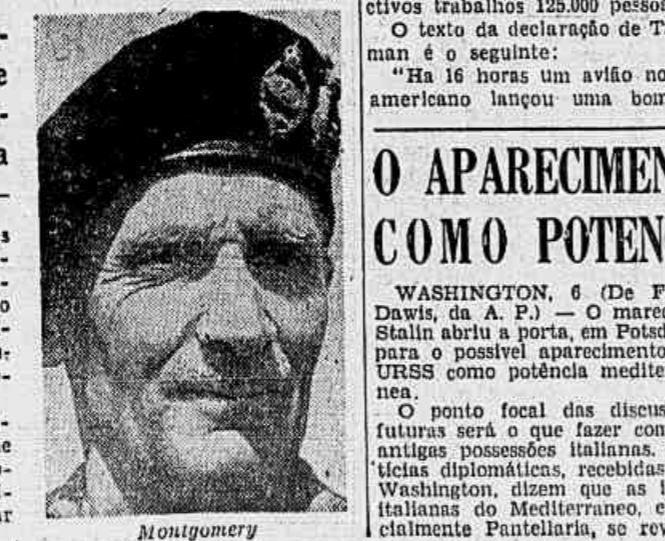 Montgomery
ctivos trabalhos 125.000 pessoa
O texto da declaração de T
man é o seguinte:
"Ha 16 horas um avião no
americano lançou uma bom
O APARECIMEN
COMO POTEN
WASHINGTON, 6 (De F
Dawis, da A. P.) — O marec
Stalin abriu a porta, em Potsd
para o possivel aparecimento
URSS como potência medite
nea.
O ponto focal das discus
futuras será o que fazer com
antigas possessões italianas.
ticias diplomáticas, recebidas
Washington, dizem que as i
italianas do Mediterraneo, e
cialmente Pantellaria, se rev